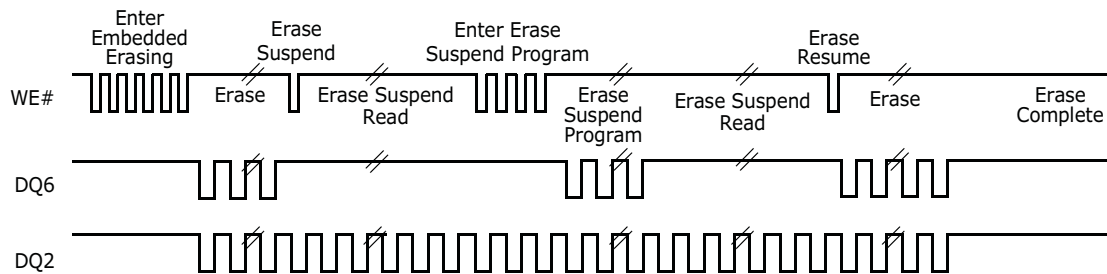 Enter
Embedded
Erasing
Erase
Suspend
Enter Erase
Suspend Program
Erase
Resume
WE#
Erase
Erase Suspend
Read
Erase
Suspend
Program
Erase Suspend
Read
Erase
Erase
Complete
DQ6
DQ2